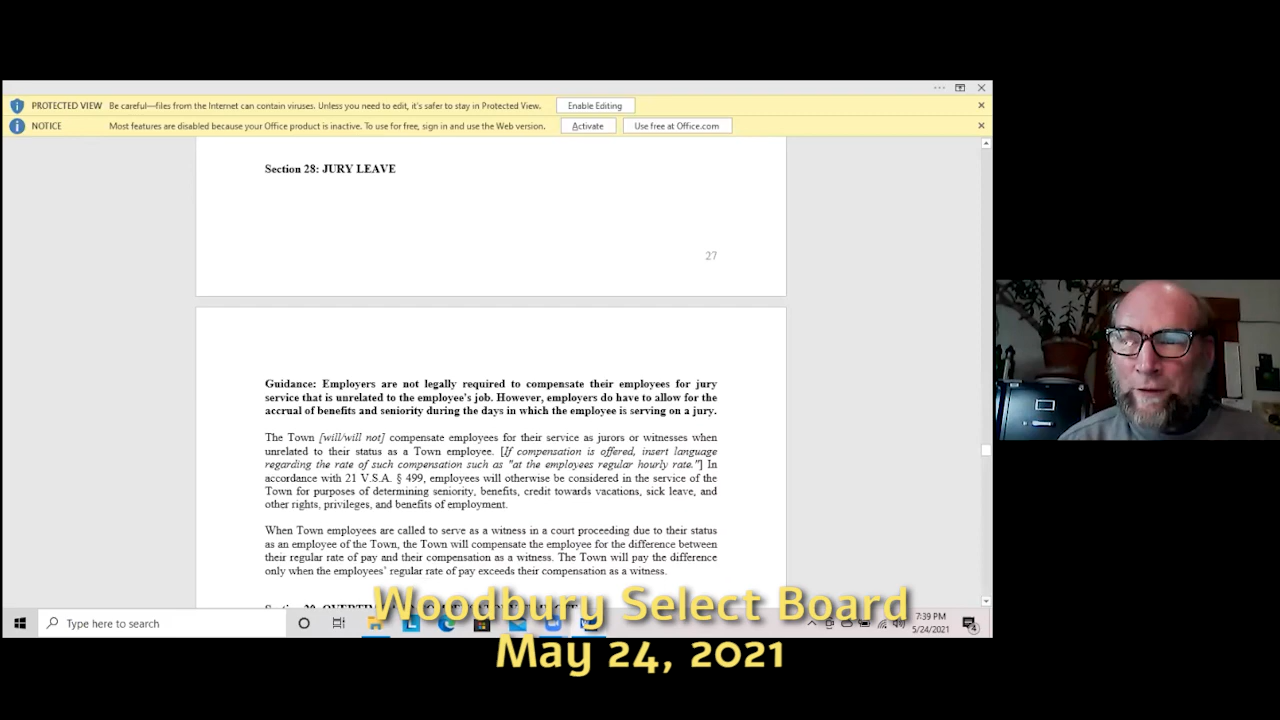 PROTECTED VIEW Be careful—files from the Internet can contain viruses. Unless you need to edit, it's safer to stay in Protected View. Enable Editing
NOTICE Most features are disabled because your Office product is inactive. To use for free, sign in and use the Web version. Activate Use free at Office.com
Section 28: JURY LEAVE
27
Guidance: Employers are not legally required to compensate their employees for jury
service that is unrelated to the employee's job. However, employers do have to allow for the
accrual of benefits and seniority during the days in which the employee is serving on a jury.
The Town [will/will not] compensate employees for their service as jurors or witnesses when
unrelated to their status as a Town employee. [If compensation is offered, insert language
regarding the rate of such compensation such as "at the employees regular hourly rate."] In
accordance with 21 V.S.A. § 499, employees will otherwise be considered in the service of the
Town for purposes of determining seniority, benefits, credit towards vacations, sick leave, and
other rights, privileges, and benefits of employment.
When Town employees are called to serve as a witness in a court proceeding due to their status
as an employee of the Town, the Town will compensate the employee for the difference between
their regular rate of pay and their compensation as a witness. The Town will pay the difference
only when the employees' regular rate of pay exceeds their compensation as a witness.
Woodbury Select Board
May 24, 2021
Type here to search
7:39 PM
5/24/2021